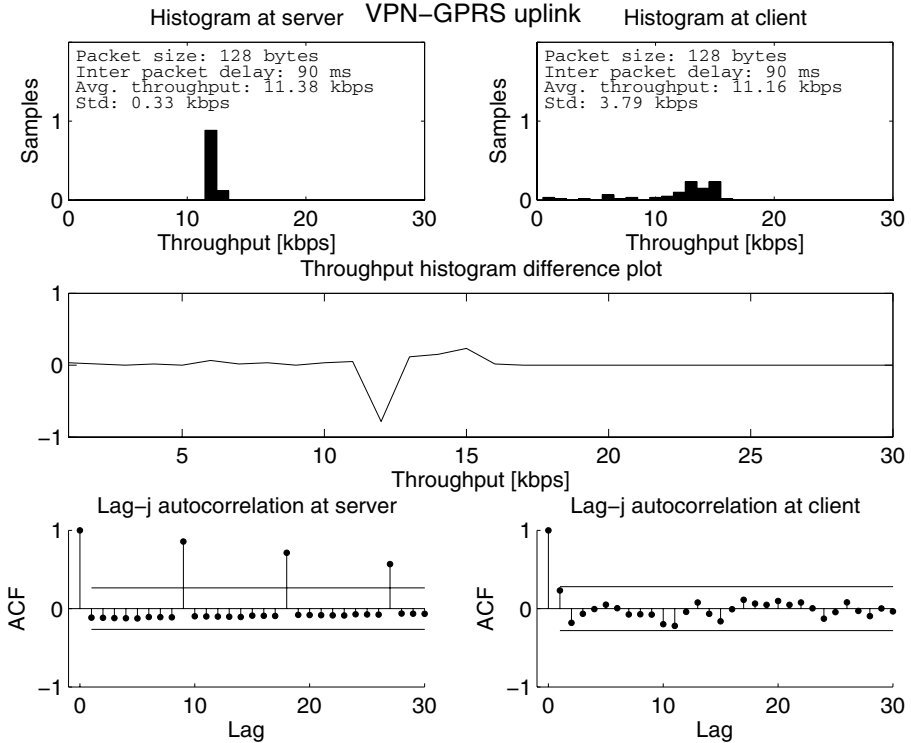 VPN−GPRS uplink
Histogram at server
Histogram at client
Packet size: 128 bytes
Inter packet delay: 90 ms
Avg. throughput: 11.38 kbps
Std: 0.33 kbps
Samples
1
0
0 10 20 30
Throughput [kbps]
Packet size: 128 bytes
Inter packet delay: 90 ms
Avg. throughput: 11.16 kbps
Std: 3.79 kbps
Samples
1
0
0 10 20 30
Throughput [kbps]
Throughput histogram difference plot
1
0
−1
5 10 15 20 25 30
Throughput [kbps]
Lag−j autocorrelation at server
ACF
1
0
−1
0 10 20 30
Lag
Lag−j autocorrelation at client
ACF
1
0
−1
0 10 20 30
Lag